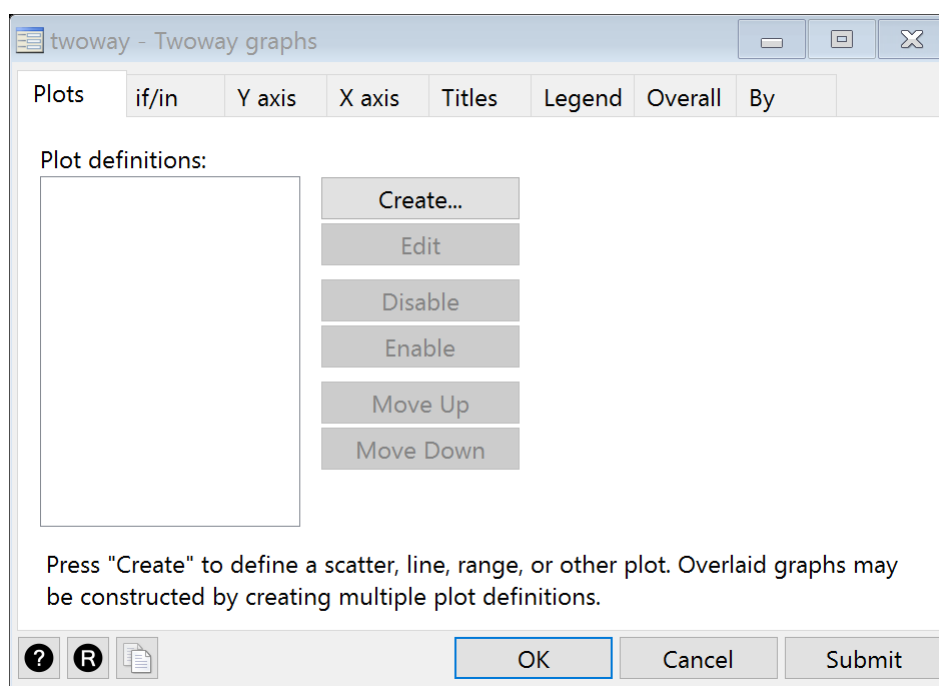 twoway - Twoway graphs
Plots if/in Y axis X axis Titles Legend Overall By
Plot definitions:
Create...
Edit
Disable
Enable
Move Up
Move Down
Press "Create" to define a scatter, line, range, or other plot. Overlaid graphs may
be constructed by creating multiple plot definitions.
? R OK Cancel Submit